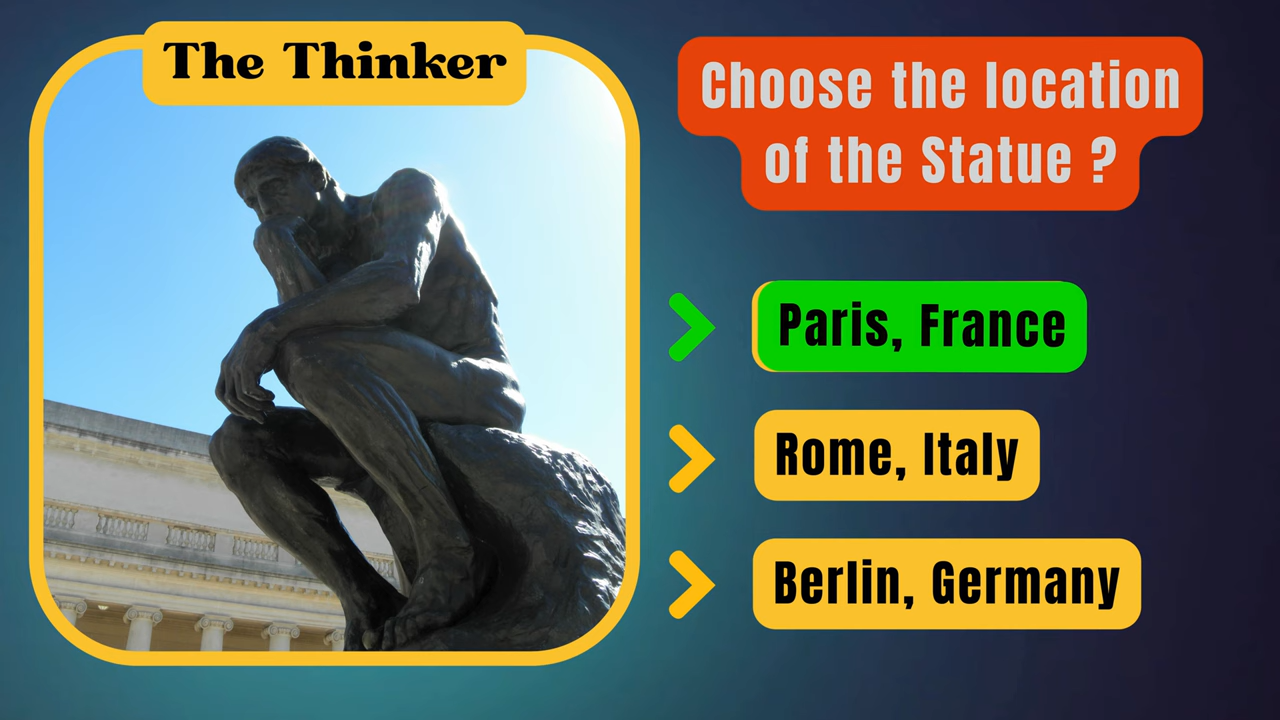 The Thinker
Choose the location
of the Statue ?
Paris, France
Rome, Italy
Berlin, Germany